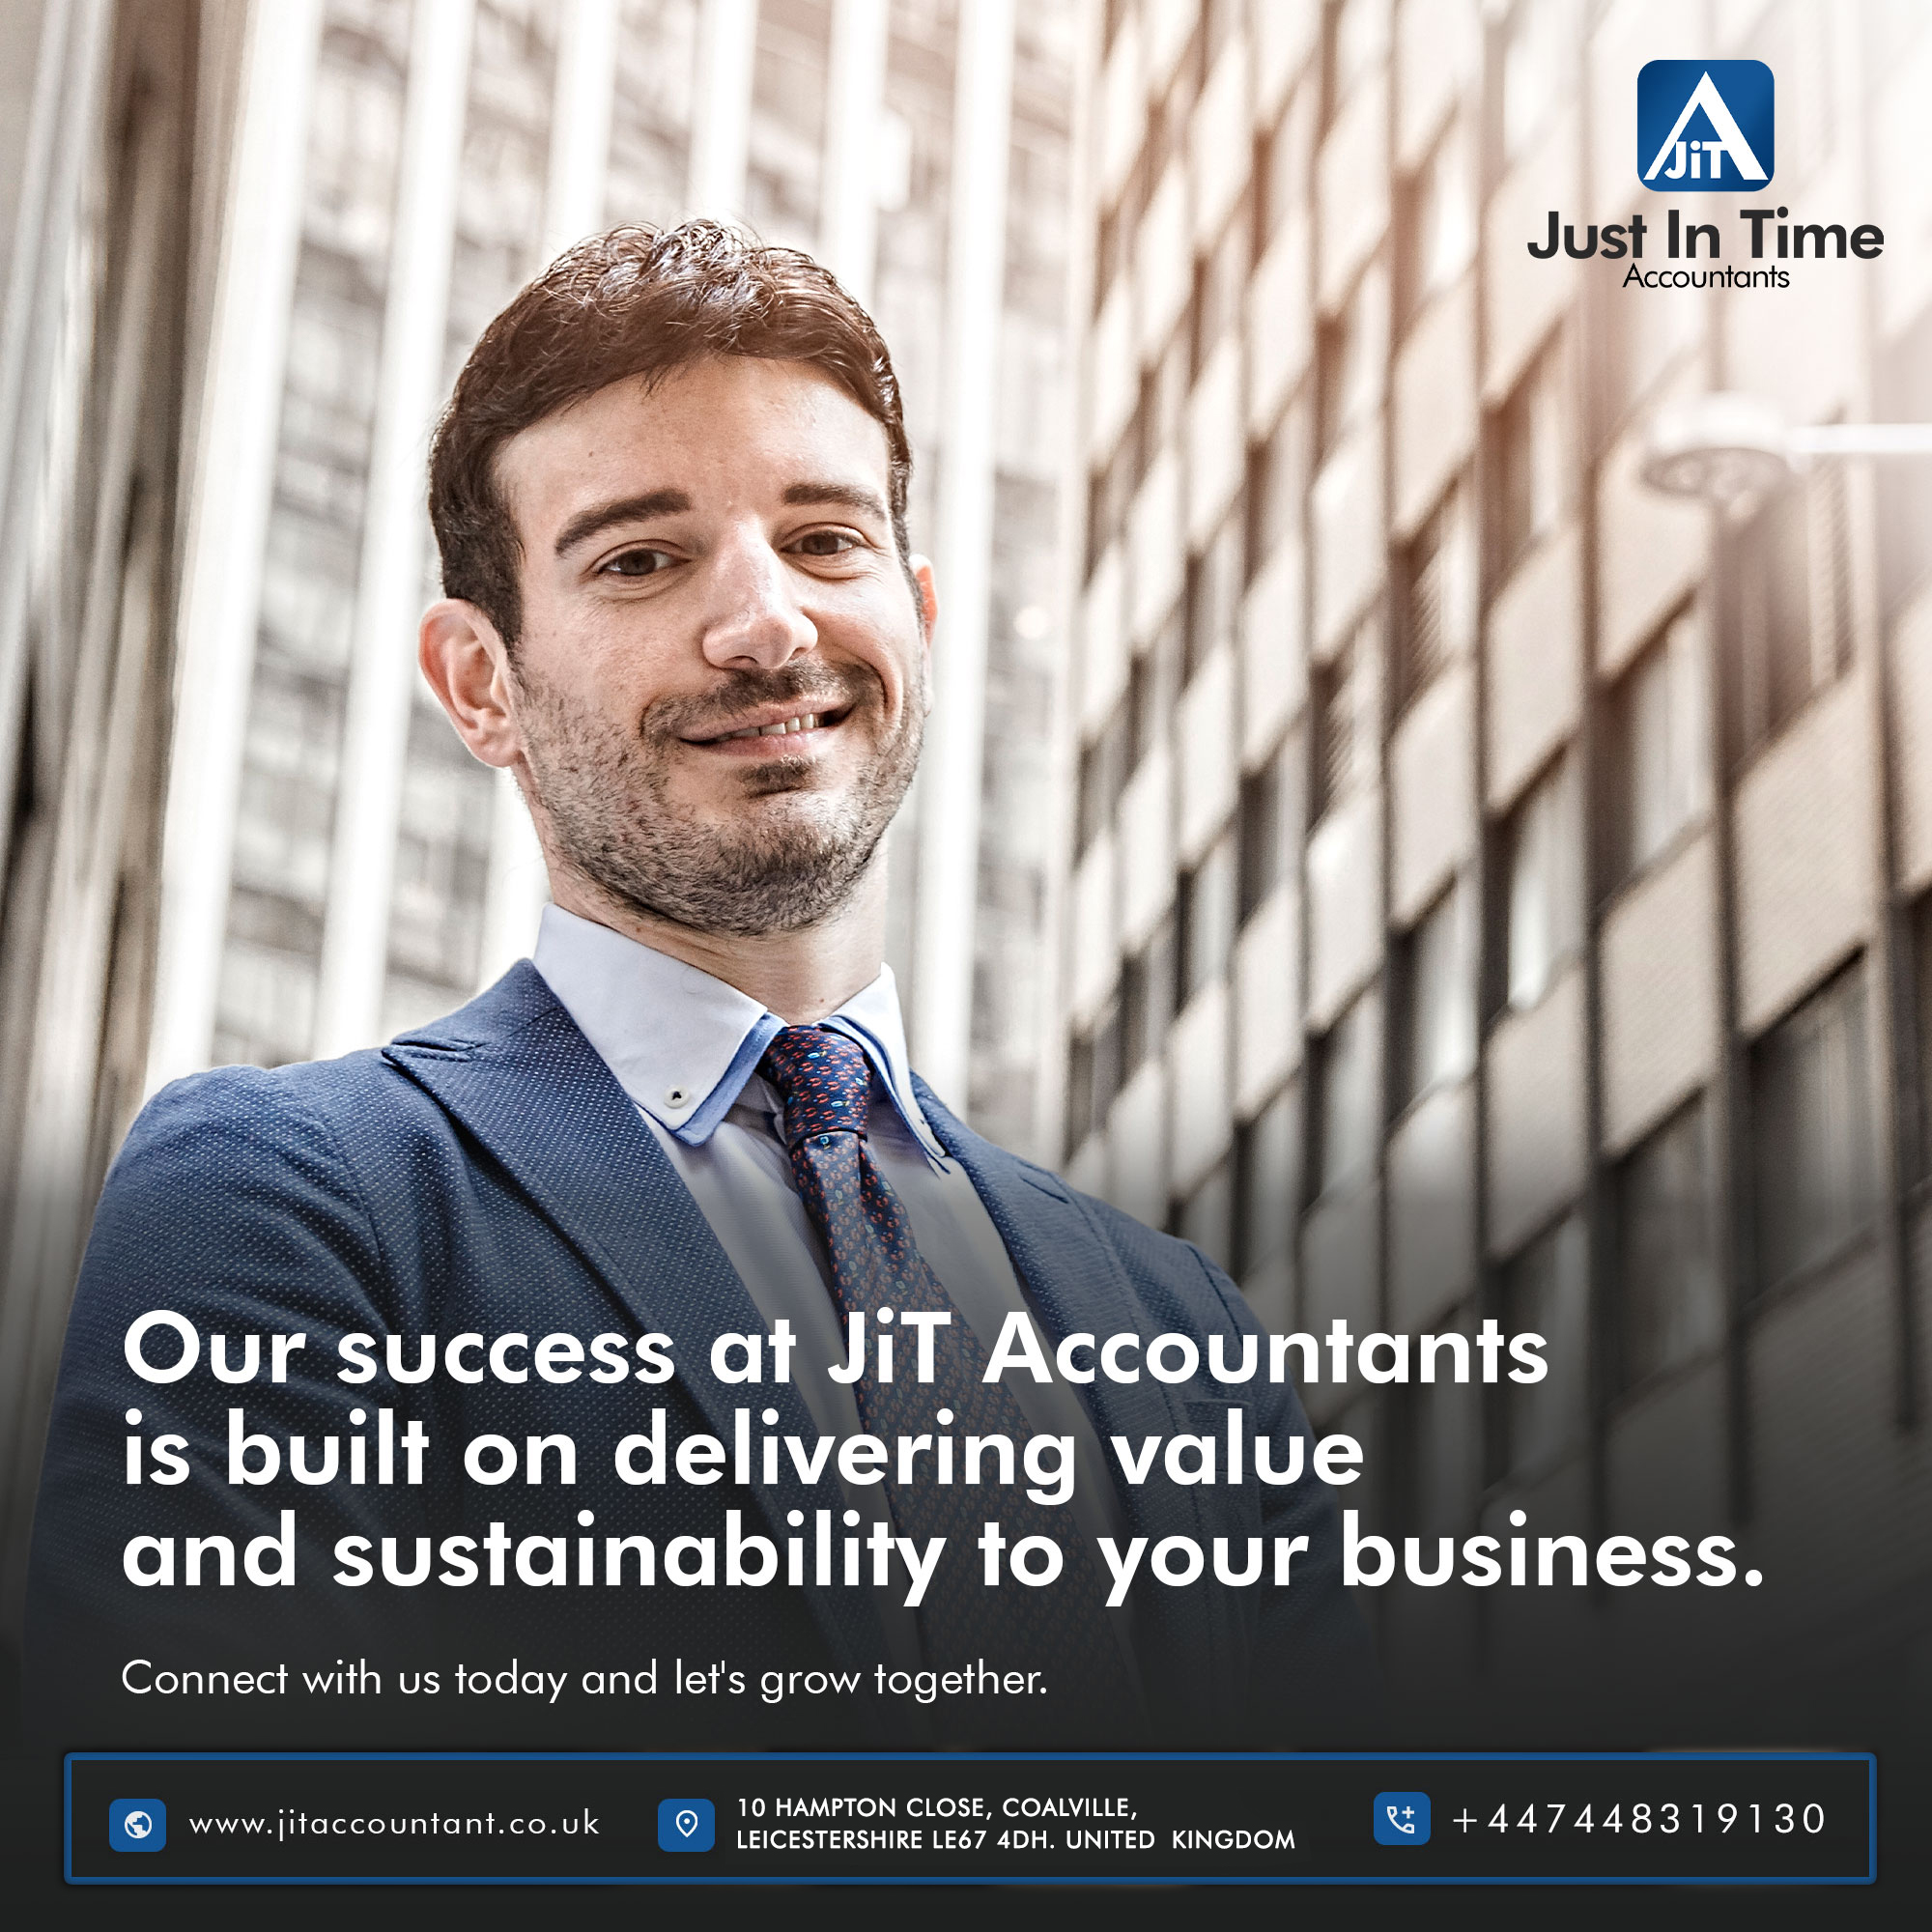 JiT
Just In Time
Accountants
Our success at JiT Accountants
is built on delivering value
and sustainability to your business.
Connect with us today and let's grow together.
www.jitaccountant.co.uk
10 HAMPTON CLOSE, COALVILLE,
LEICESTERSHIRE LE67 4DH. UNITED KINGDOM
+447448319130